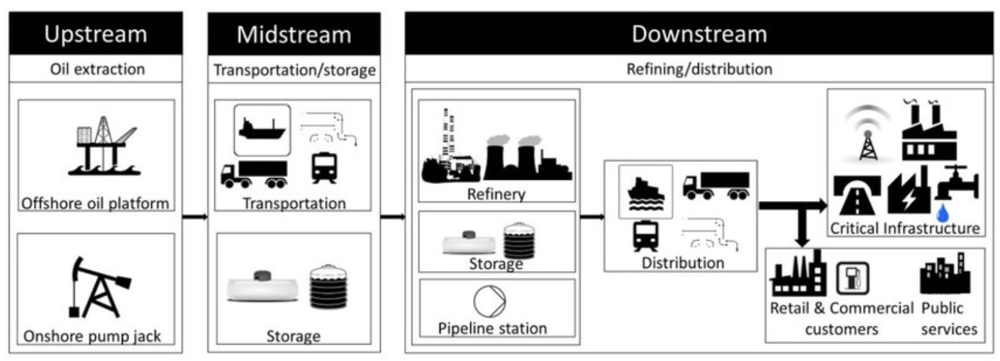 Upstream
Oil extraction
Offshore oil platform
Onshore pump jack
Midstream
Transportation/storage
Transportation
Storage
Downstream
Refining/distribution
Refinery
Storage
Pipeline station
Distribution
Critical Infrastructure
Retail & Commercial
customers
Public
services